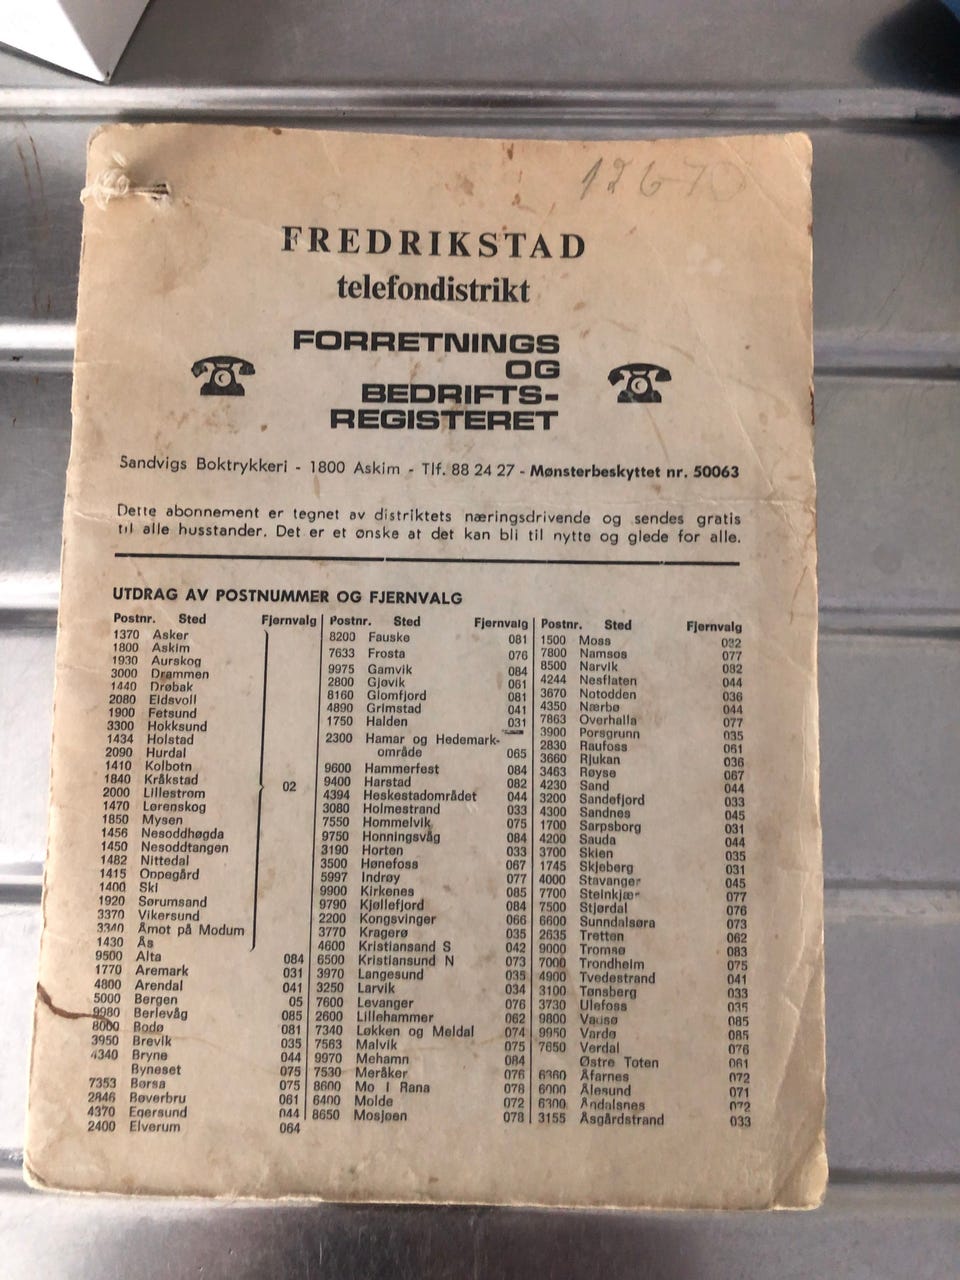 1267
FREDRIKSTAD
telefondistrikt
FORRETNINGS
OG
BEDRIFTS-
REGISTERET
Sandvigs Boktrykkeri - 1800 Askim - Tlf. 88 24 27 - Mønsterbeskyttet nr. 50063
Dette abonnement er tegnet av distriktets næringsdrivende og sendes gratis
til alle husstander. Det er et ønske at det kan bli til nytte og glede for alle.
UTDRAG AV POSTNUMMER OG FJERNVALG
Postnr. Sted Fjernvalg
1370 Asker
1800 Askim
1930 Aurskog
3000 Drammen
1440 Drøbak
2080 Eidsvoll
1900 Fetsund
3300 Hokksund
1434 Holstad
2090 Hurdal
1410 Kolbotn
1840 Kråkstad
02
2000 Lillestrøm
1470 Lørenskog
1850 Mysen
1456 Nesoddhøgda
1450 Nesoddtangen
1482 Nittedal
1415 Oppegård
1400 Ski
1920 Sørumsand
3370 Vikersund
3340 Åmot på Modum
1430 Ås
9500 Alta 084
1770 Aremark 031
4800 Arendal 041
5000 Bergen 05
9980 Berlevåg 085
8000 Bodø 081
3950 Brevik 035
4340 Bryne 044
Byneset 075
7353 Børsa 075
2846 Bøverbru 061
4370 Egersund 044
2400 Elverum 064
Postnr. Sted Fjernvalg
8200 Fauske 081
7633 Frosta 076
9975 Gamvik 084
2800 Gjøvik 061
8160 Glomfjord 081
4890 Grimstad 041
1750 Halden 031
2300 Hamar og Hedemark-
område 065
9600 Hammerfest 084
9400 Harstad 082
4394 Heskestadområdet 044
3080 Holmestrand 033
7550 Hommelvik 075
9750 Honningsvåg 084
3190 Horten 033
3500 Hønefoss 067
5997 Indrøy 077
9900 Kirkenes 085
9790 Kjøllefjord 084
2200 Kongsvinger 066
3770 Kragerø 035
4600 Kristiansand S 042
6500 Kristiansund N 073
3970 Langesund 035
3250 Larvik 034
7600 Levanger 076
2600 Lillehammer 062
7340 Løkken og Meldal 074
7563 Malvik 075
9970 Mehamn 084
7530 Meråker 076
8600 Mo i Rana 078
6400 Molde 072
8650 Mosjøen 078
Postnr. Sted Fjernvalg
1500 Moss 032
7800 Namsos 077
8500 Narvik 082
4244 Nesflaten 044
3670 Notodden 036
4350 Nærbø 044
7863 Overhalla 077
3900 Porsgrunn 035
2830 Raufoss 061
3660 Rjukan 036
3463 Røyse 067
4230 Sand 044
3200 Sandefjord 033
4300 Sandnes 045
1700 Sarpsborg 031
4200 Sauda 044
3700 Skien 035
1745 Skjeberg 031
4000 Stavanger 045
7700 Steinkjær 077
7500 Stjørdal 076
6600 Sunndalsøra 073
2635 Tretten 062
9000 Tromsø 083
7000 Trondheim 075
4900 Tvedestrand 041
3100 Tønsberg 033
3730 Ulefoss 035
9800 Vadsø 085
9950 Vardø 085
7650 Verdal 076
Østre Toten 061
6360 Åfarnes 072
6000 Ålesund 071
6300 Åndalsnes 072
3155 Åsgårdstrand 033